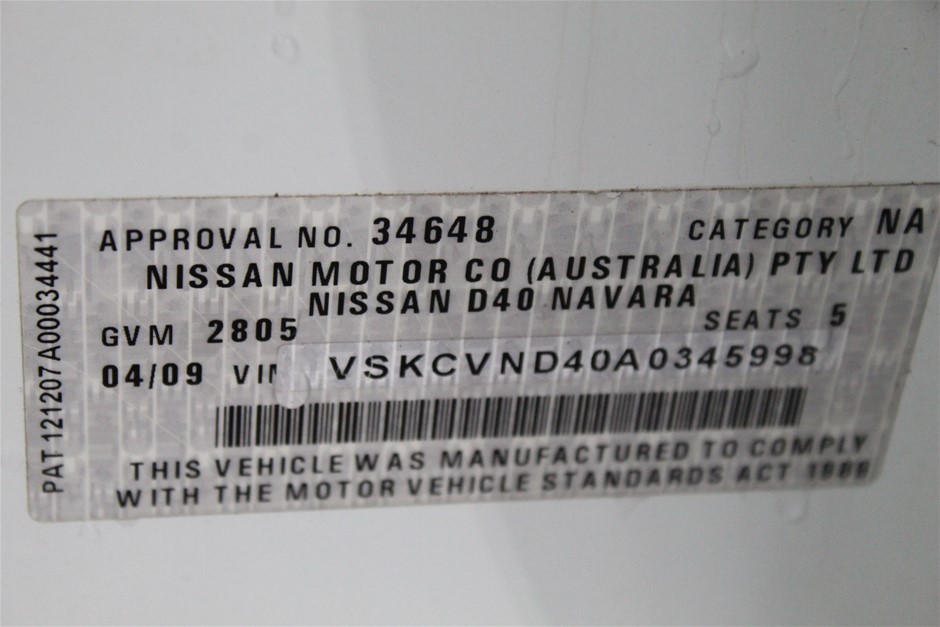 PAT 121207A00034441
APPROVAL NO. 34648 CATEGORY NA
NISSAN MOTOR CO (AUSTRALIA) PTY LTD
NISSAN D40 NAVARA
GVM 2805 SEATS 5
04/09 VIN VSKCVND40A0345998
THIS VEHICLE WAS MANUFACTURED TO COMPLY
WITH THE MOTOR VEHICLE STANDARDS ACT 1989